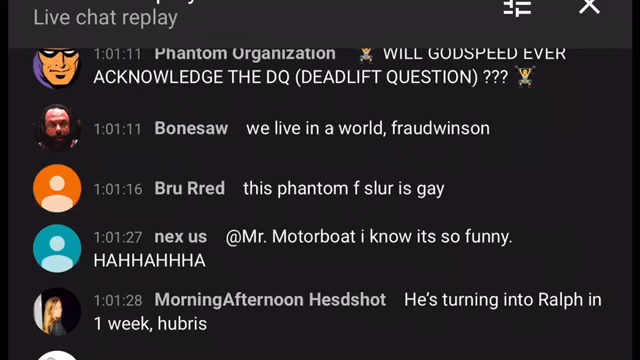 Live chat replay
1:01:11 Phantom Organization 🏋️ WILL GODSPEED EVER
ACKNOWLEDGE THE DQ (DEADLIFT QUESTION) ??? 🏋️
1:01:11 Bonesaw we live in a world, fraudwinson
1:01:16 Bru Rred this phantom f slur is gay
1:01:27 nex us @Mr. Motorboat i know its so funny.
HAHHAHHHA
1:01:28 MorningAfternoon Hesdshot He's turning into Ralph in
1 week, hubris